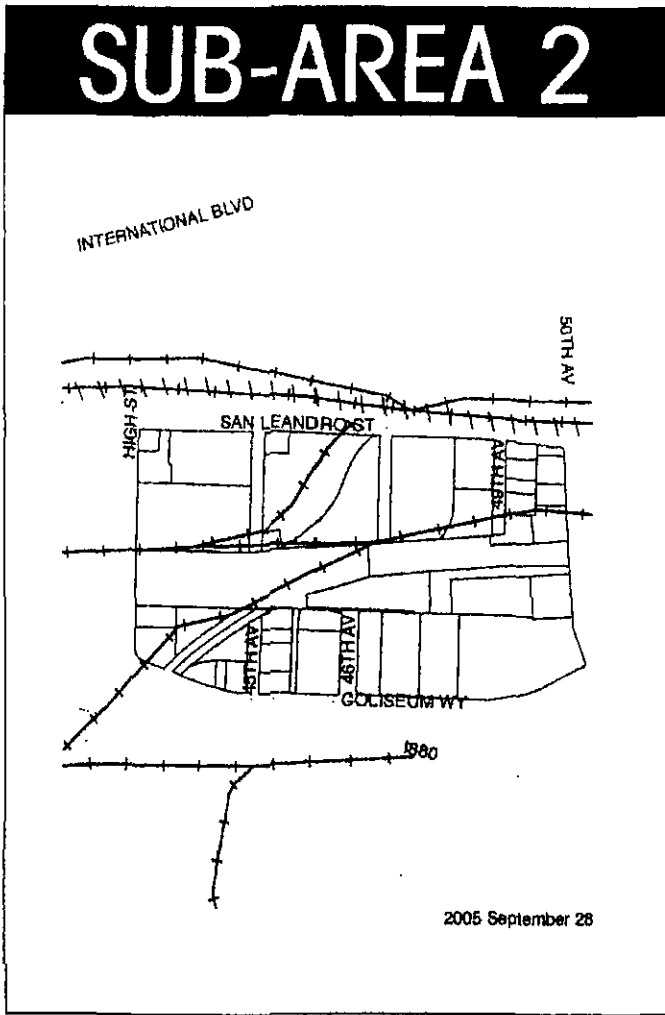 SUB-AREA 2
INTERNATIONAL BLVD
50TH AV
HIGH ST
SAN LEANDRO ST
49TH AV
45TH AV
46TH AV
COLISEUM WY
I880
2005 September 28